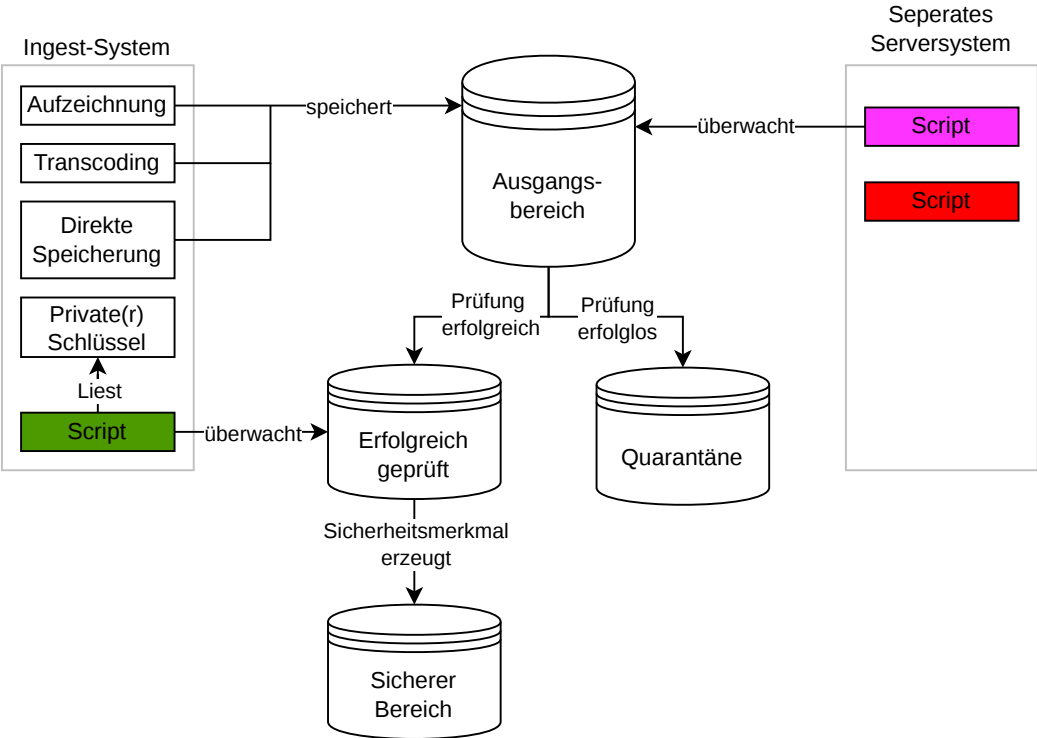 Ingest-System
Seperates
Serversystem
Aufzeichnung
Transcoding
Direkte
Speicherung
Private(r)
Schlüssel
Liest
Script
speichert
Ausgangs-
bereich
überwacht
Script
Script
Prüfung
erfolgreich
Prüfung
erfolglos
überwacht
Erfolgreich
geprüft
Quarantäne
Sicherheitsmerkmal
erzeugt
Sicherer
Bereich